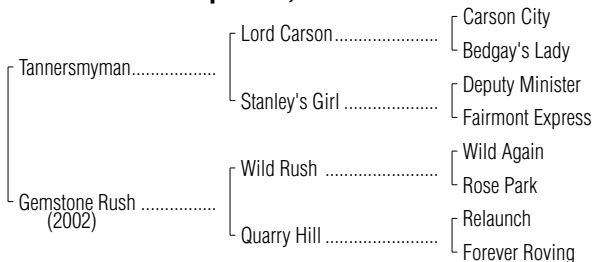 Carson City
Lord Carson....................
Bedgay's Lady
Tannersmyman................
Deputy Minister
Stanley's Girl ..................
Fairmont Express
Wild Again
Wild Rush ......................
Rose Park
Gemstone Rush ..............
(2002)
Relaunch
Quarry Hill ......................
Forever Roving